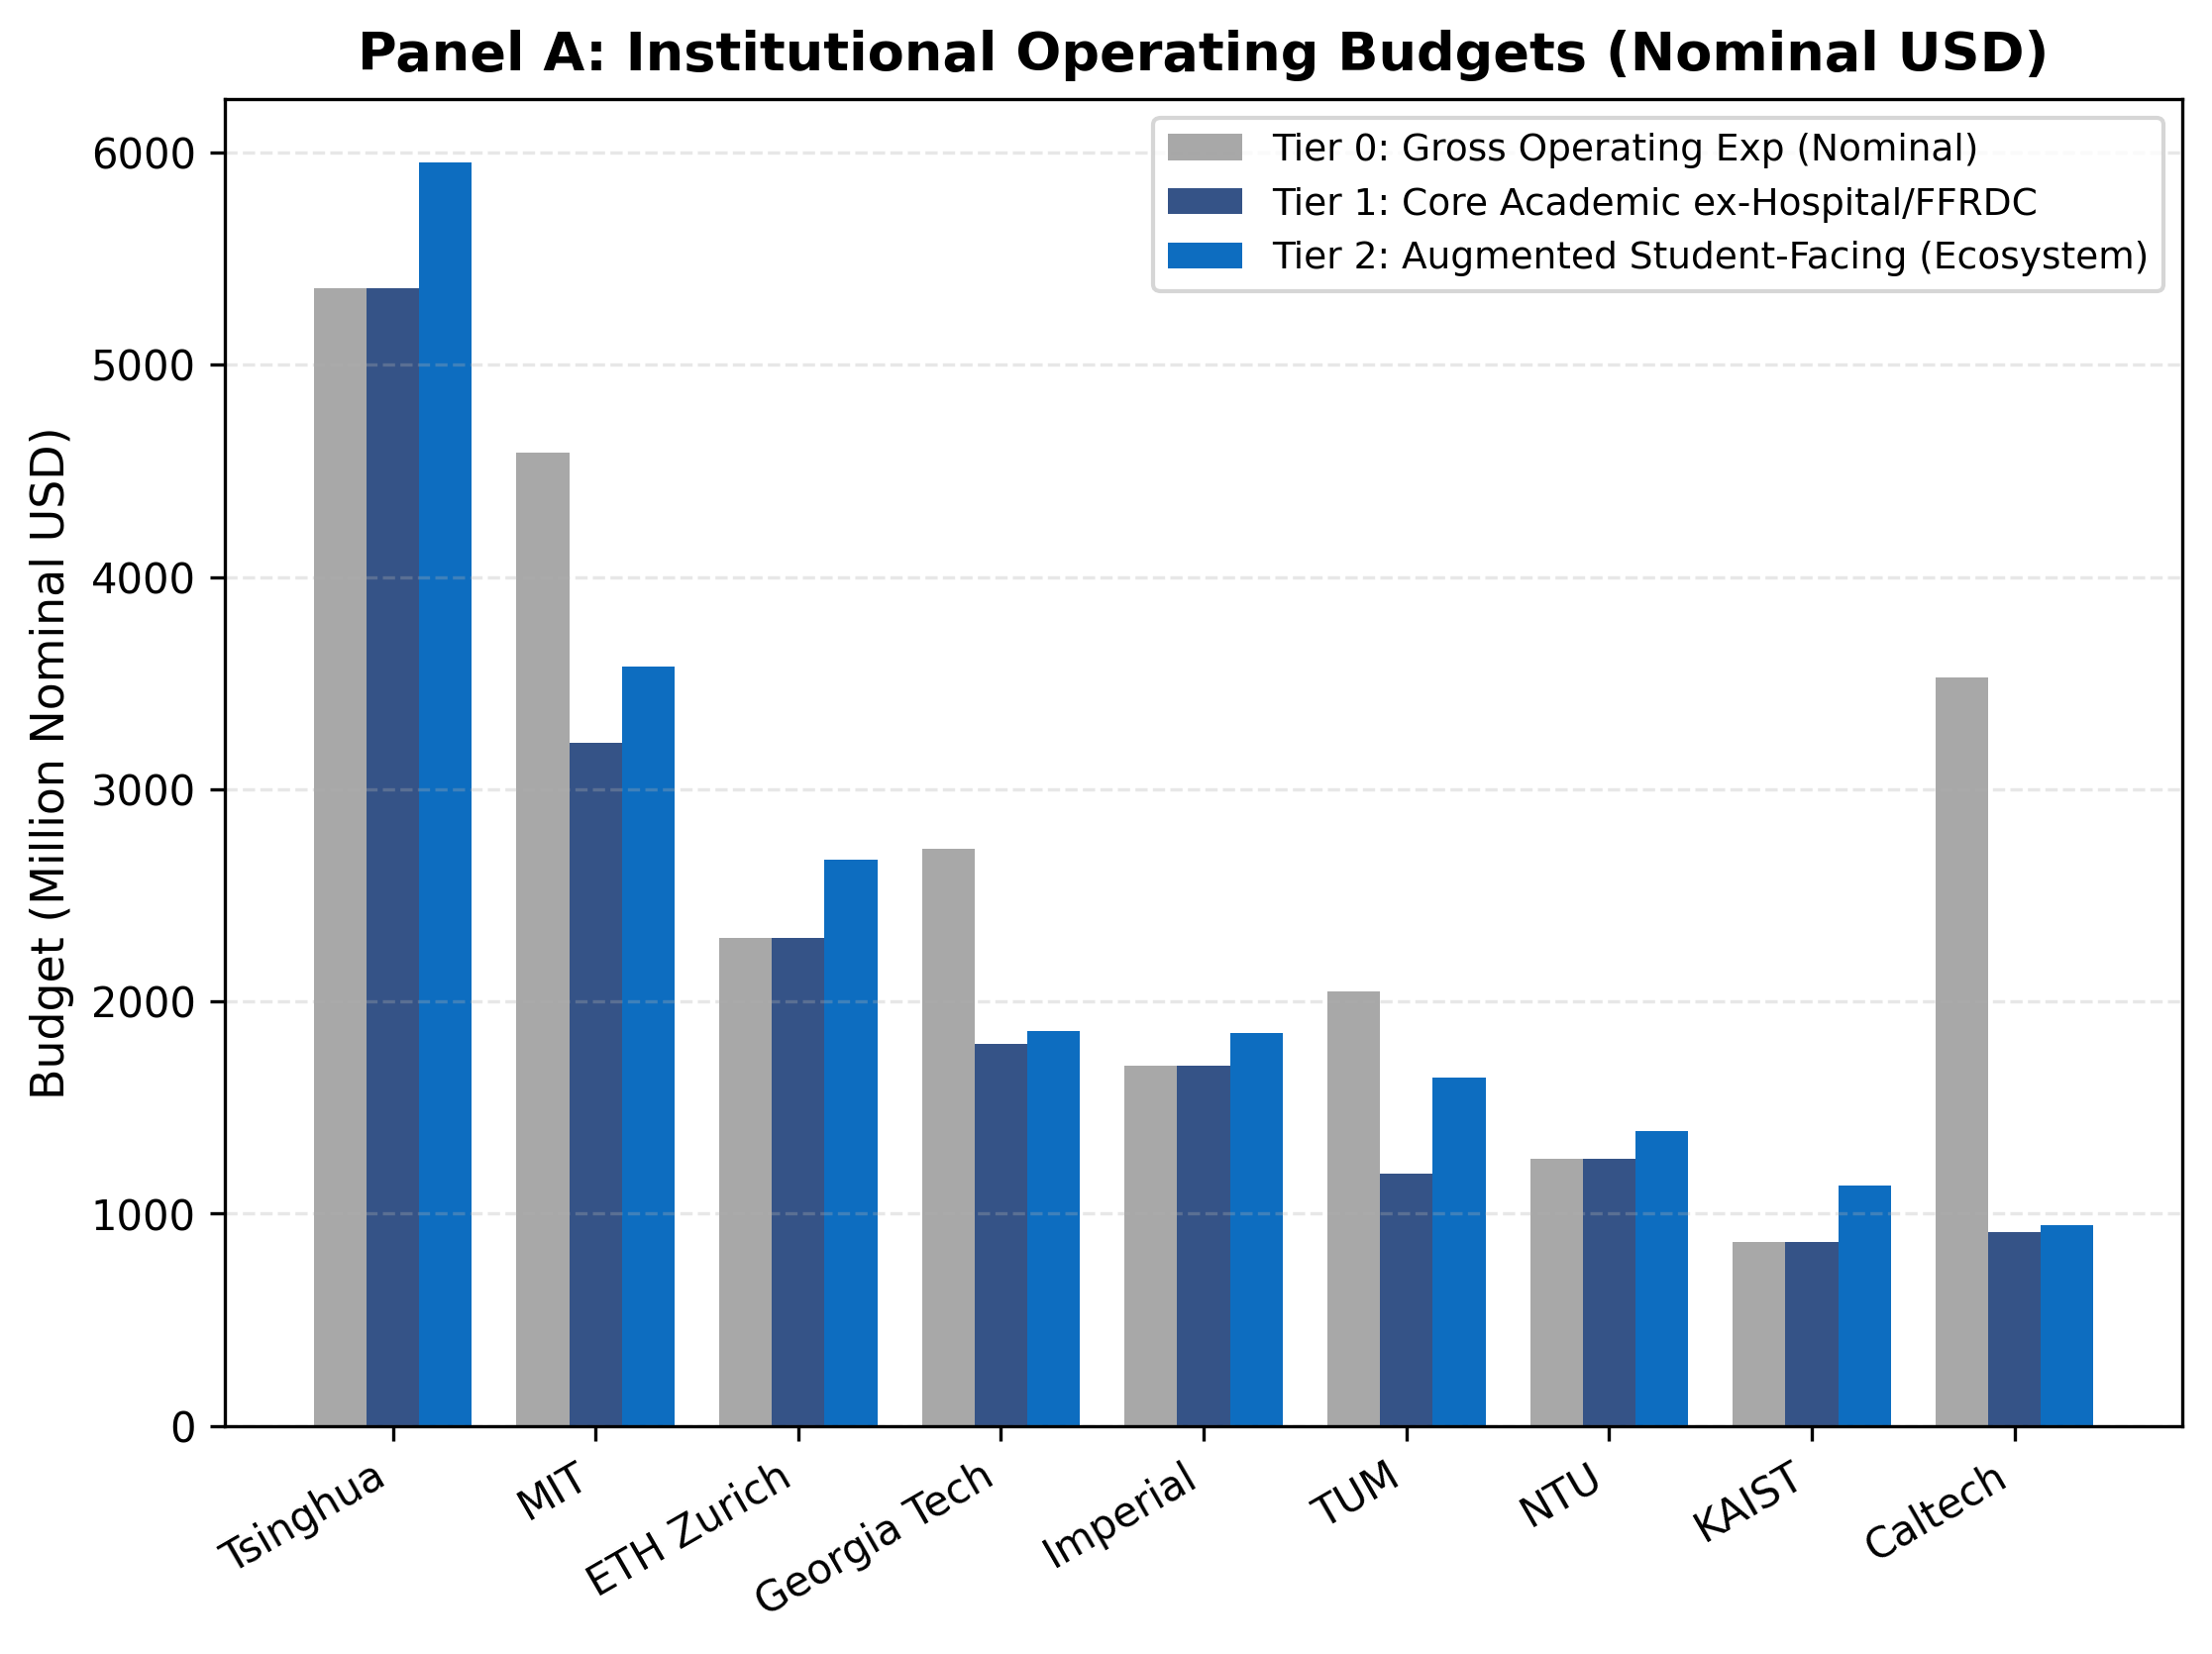 Panel A: Institutional Operating Budgets (Nominal USD)
Tier 0: Gross Operating Exp (Nominal)
Tier 1: Core Academic ex-Hospital/FFRDC
Tier 2: Augmented Student-Facing (Ecosystem)
Budget (Million Nominal USD)
6000
5000
4000
3000
2000
1000
0
Tsinghua
MIT
ETH Zurich
Georgia Tech
Imperial
TUM
NTU
KAIST
Caltech